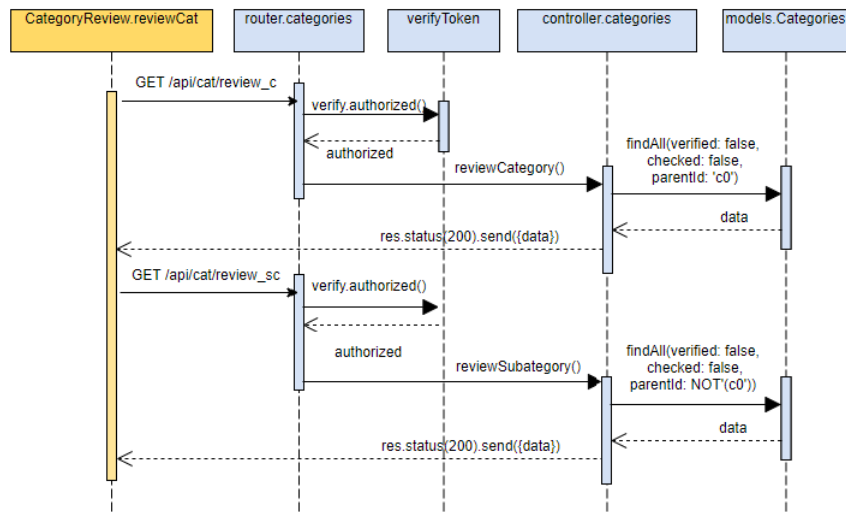 CategoryReview.reviewCat
router.categories
verifyToken
controller.categories
models.Categories
GET /api/cat/review_c
verify.authorized()
authorized
reviewCategory()
findAll(verified: false,
checked: false,
parentId: 'c0')
data
res.status(200).send({data})
GET /api/cat/review_sc
verify.authorized()
authorized
reviewSubategory()
findAll(verified: false,
checked: false,
parentId: NOT'(c0'))
data
res.status(200).send({data})